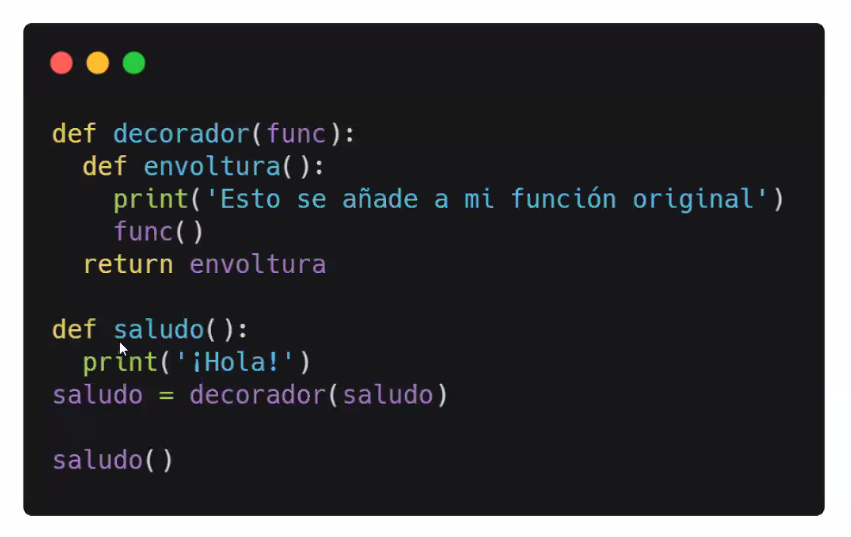 def decorador(func):
  def envoltura():
    print('Esto se añade a mi función original')
    func()
  return envoltura

def saludo():
  print('¡Hola!')
saludo = decorador(saludo)

saludo()